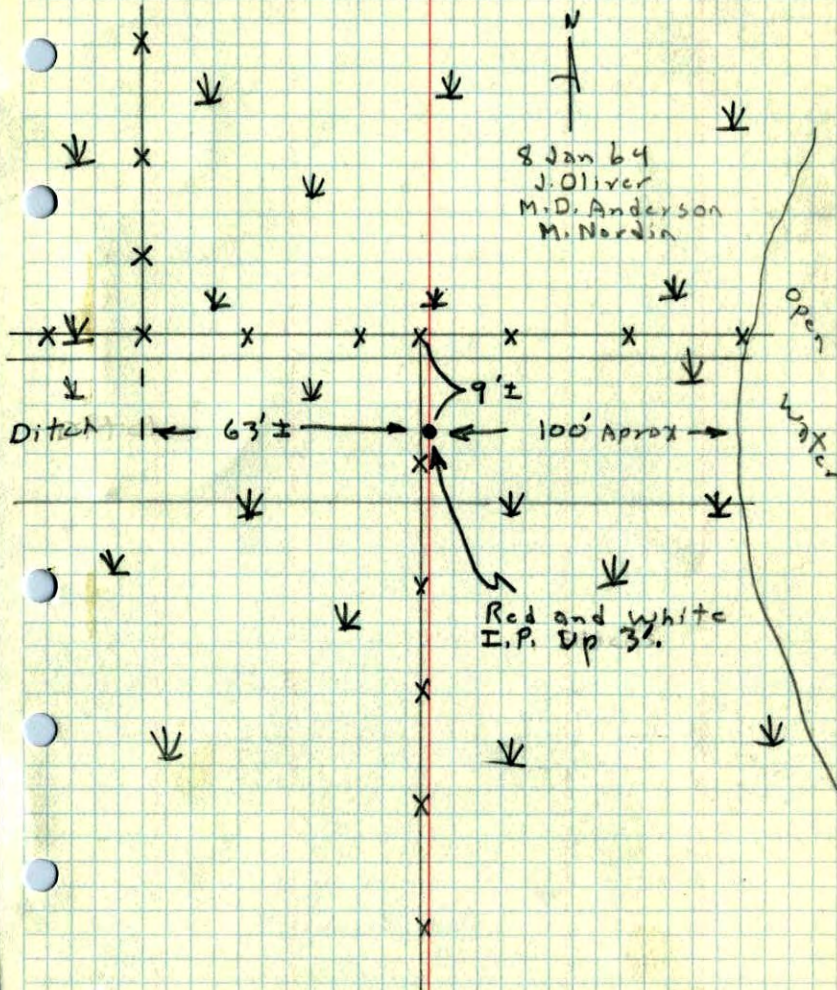 N
8 Jan 64
J. Oliver
M.D. Anderson
M. Nordin
Open
Water
9'±
Ditch 63'± 100' Aprox
Red and White
I.P. Up 3'.